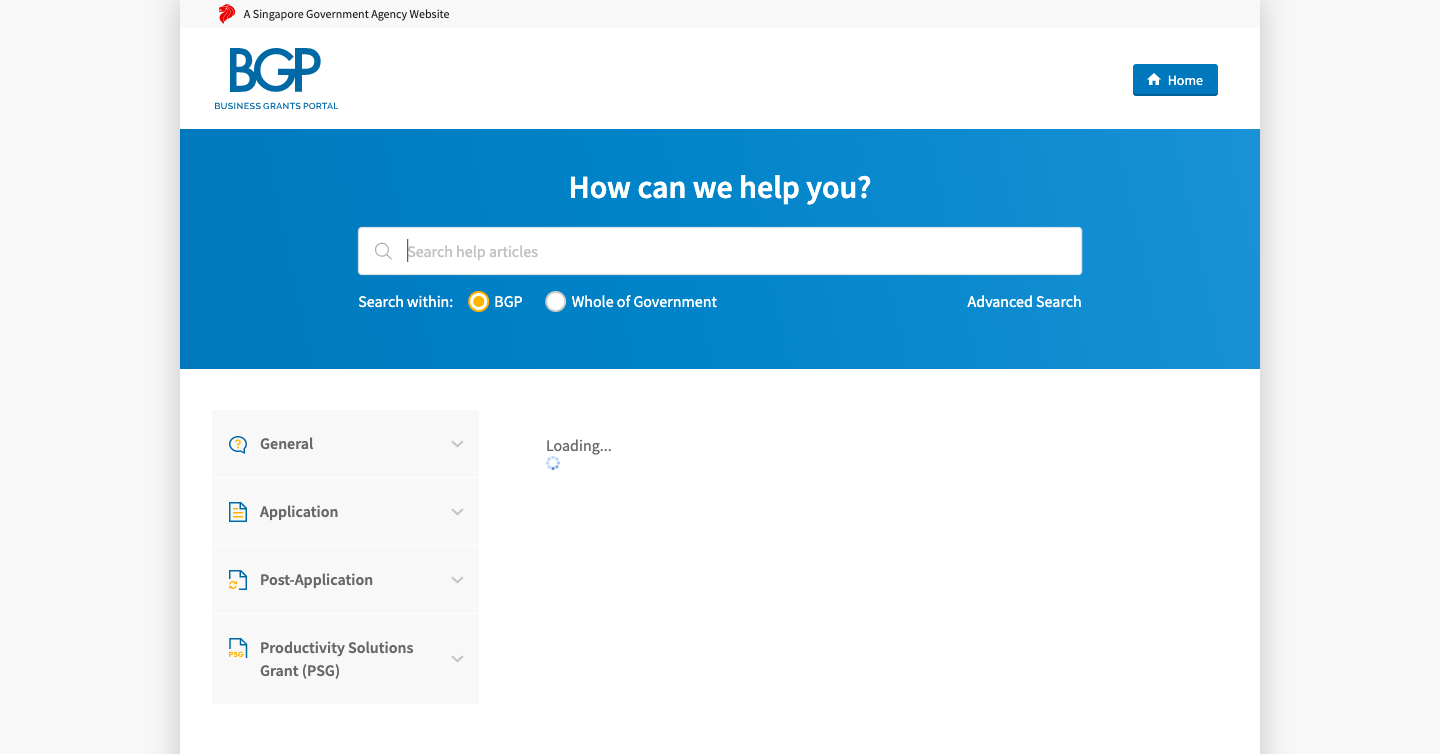 A Singapore Government Agency Website
BGP
BUSINESS GRANTS PORTAL
Home
How can we help you?
Search help articles
Search within: BGP Whole of Government Advanced Search
General
Loading...
Application
Post-Application
PSG
Productivity Solutions
Grant (PSG)